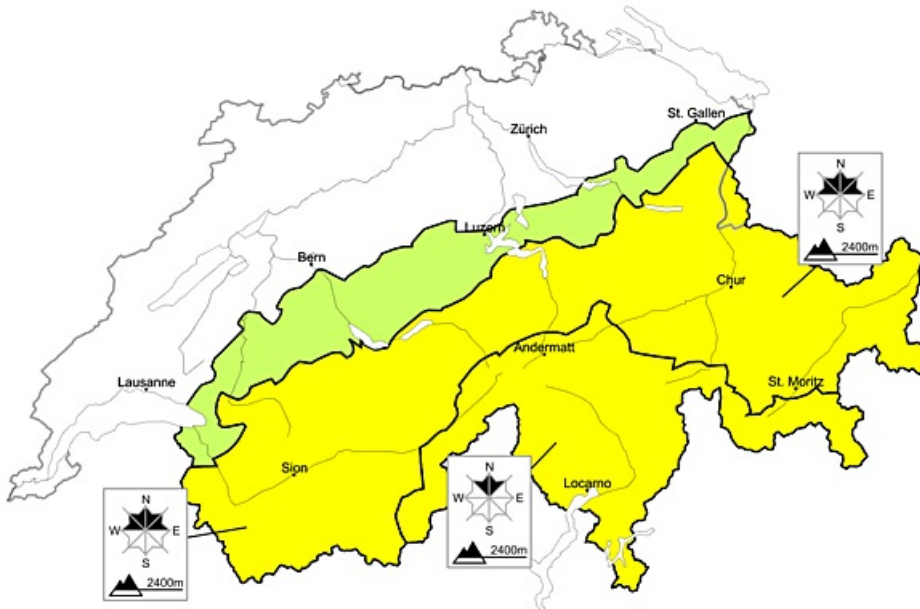 St. Gallen
Zürich
N
W E
S
2400m
Luzern
Bern
Chur
Andermatt
Lausanne
St. Moritz
Sion
N
W E
S
2400m
Locarno
N
W E
S
2400m